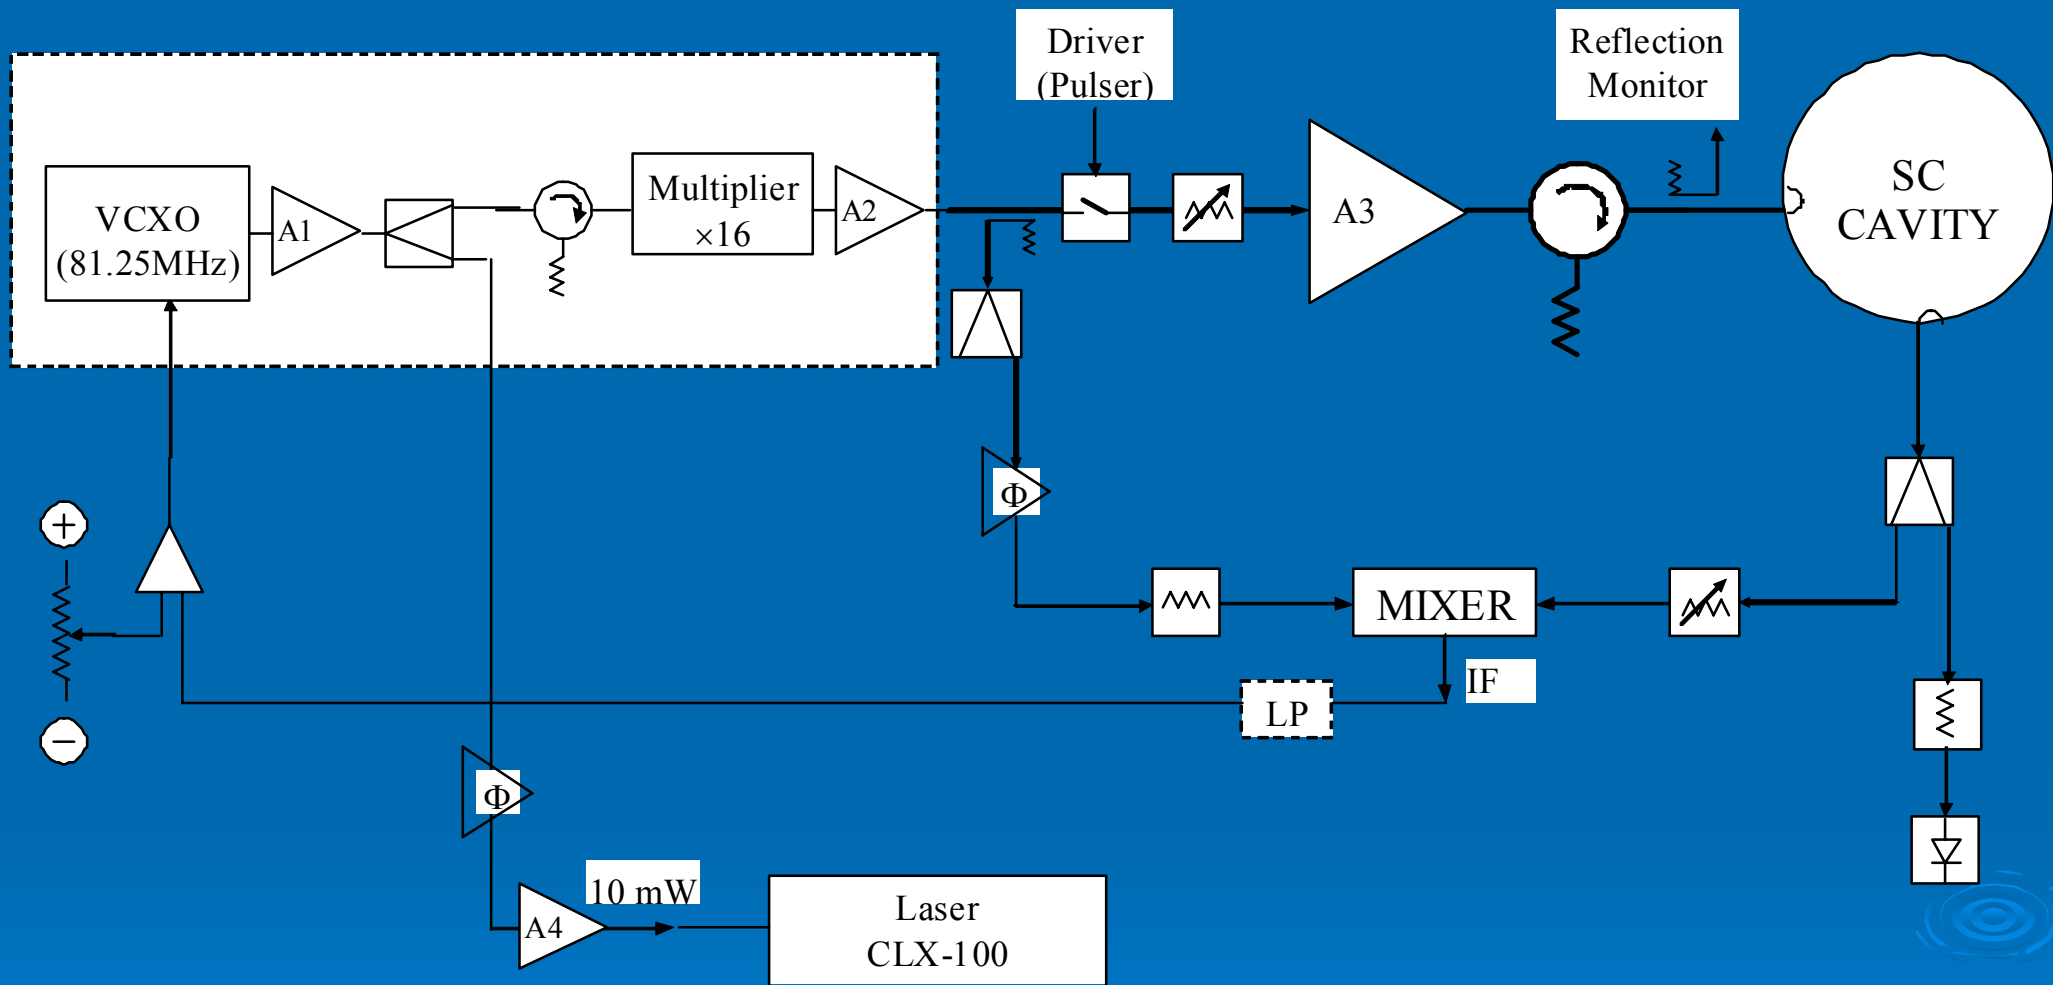 Driver
(Pulser)
Reflection
Monitor
VCXO
(81.25MHz)
A1
Multiplier
×16
A2
A3
SC
CAVITY
Φ
+
MIXER
IF
LP
−
Φ
10 mW
A4
Laser
CLX-100